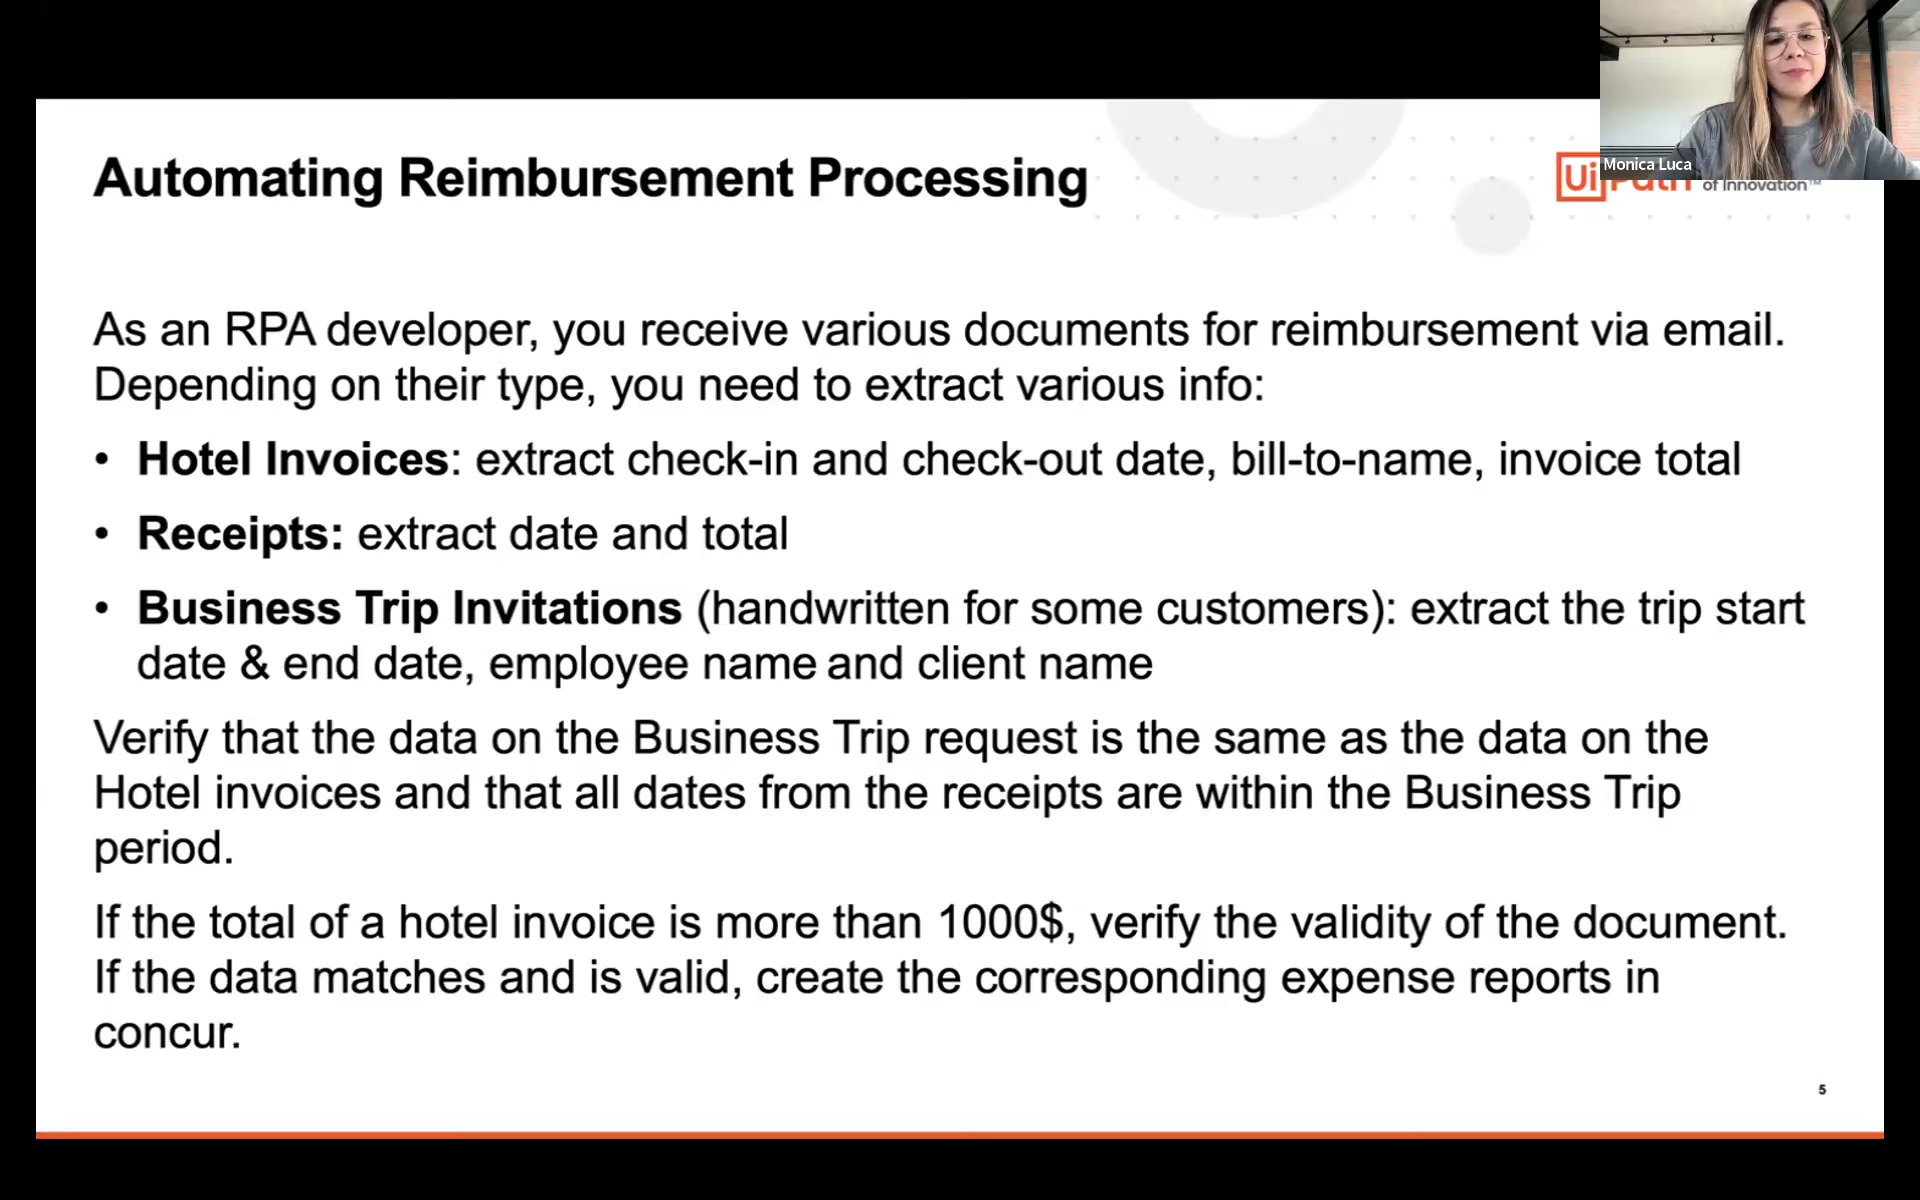 Automating Reimbursement Processing
Monica Luca
of Innovation™
As an RPA developer, you receive various documents for reimbursement via email.
Depending on their type, you need to extract various info:
• Hotel Invoices: extract check-in and check-out date, bill-to-name, invoice total
• Receipts: extract date and total
• Business Trip Invitations (handwritten for some customers): extract the trip start
date & end date, employee name and client name
Verify that the data on the Business Trip request is the same as the data on the
Hotel invoices and that all dates from the receipts are within the Business Trip
period.
If the total of a hotel invoice is more than 1000$, verify the validity of the document.
If the data matches and is valid, create the corresponding expense reports in
concur.
5